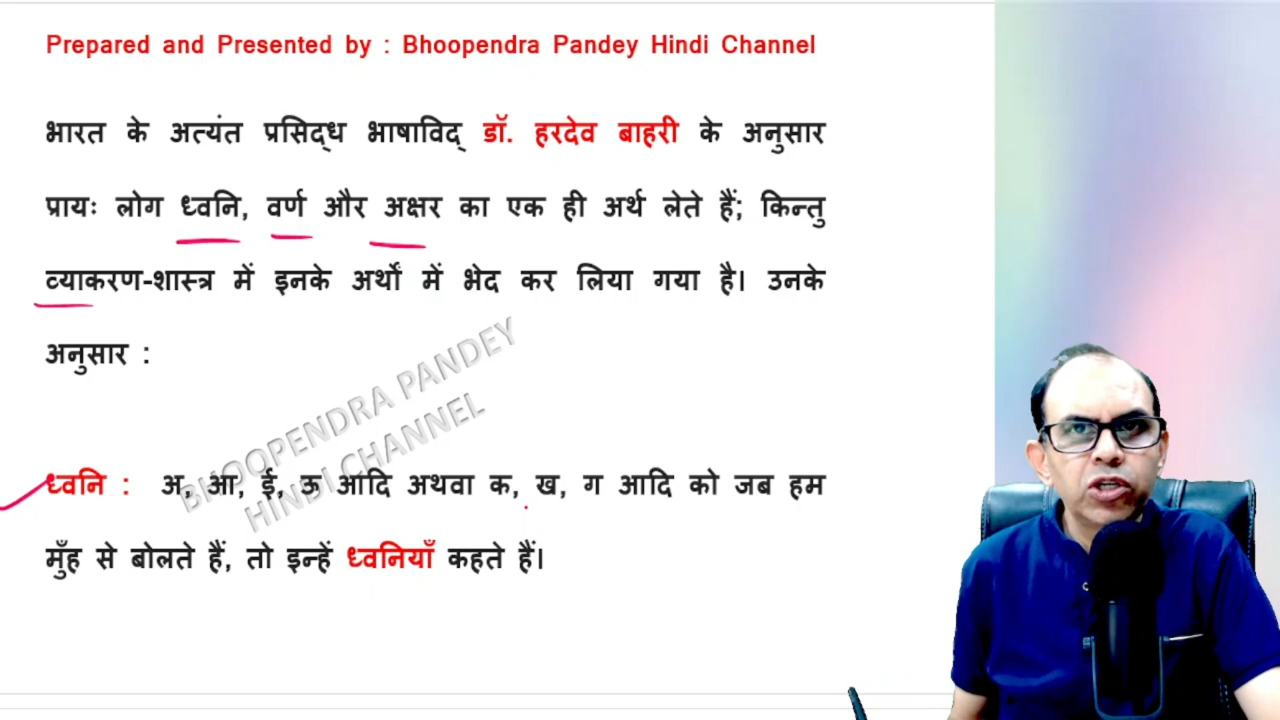 Prepared and Presented by : Bhoopendra Pandey Hindi Channel
भारत के अत्यंत प्रसिद्ध भाषाविद् डॉ. हरदेव बाहरी के अनुसार
प्रायः लोग ध्वनि, वर्ण और अक्षर का एक ही अर्थ लेते हैं; किन्तु
व्याकरण-शास्त्र में इनके अर्थों में भेद कर लिया गया है। उनके
अनुसार :
BHOOPENDRA PANDEY
HINDI CHANNEL
ध्वनि : अ, आ, ई, ऊ आदि अथवा क, ख, ग आदि को जब हम
मुँह से बोलते हैं, तो इन्हें ध्वनियाँ कहते हैं।